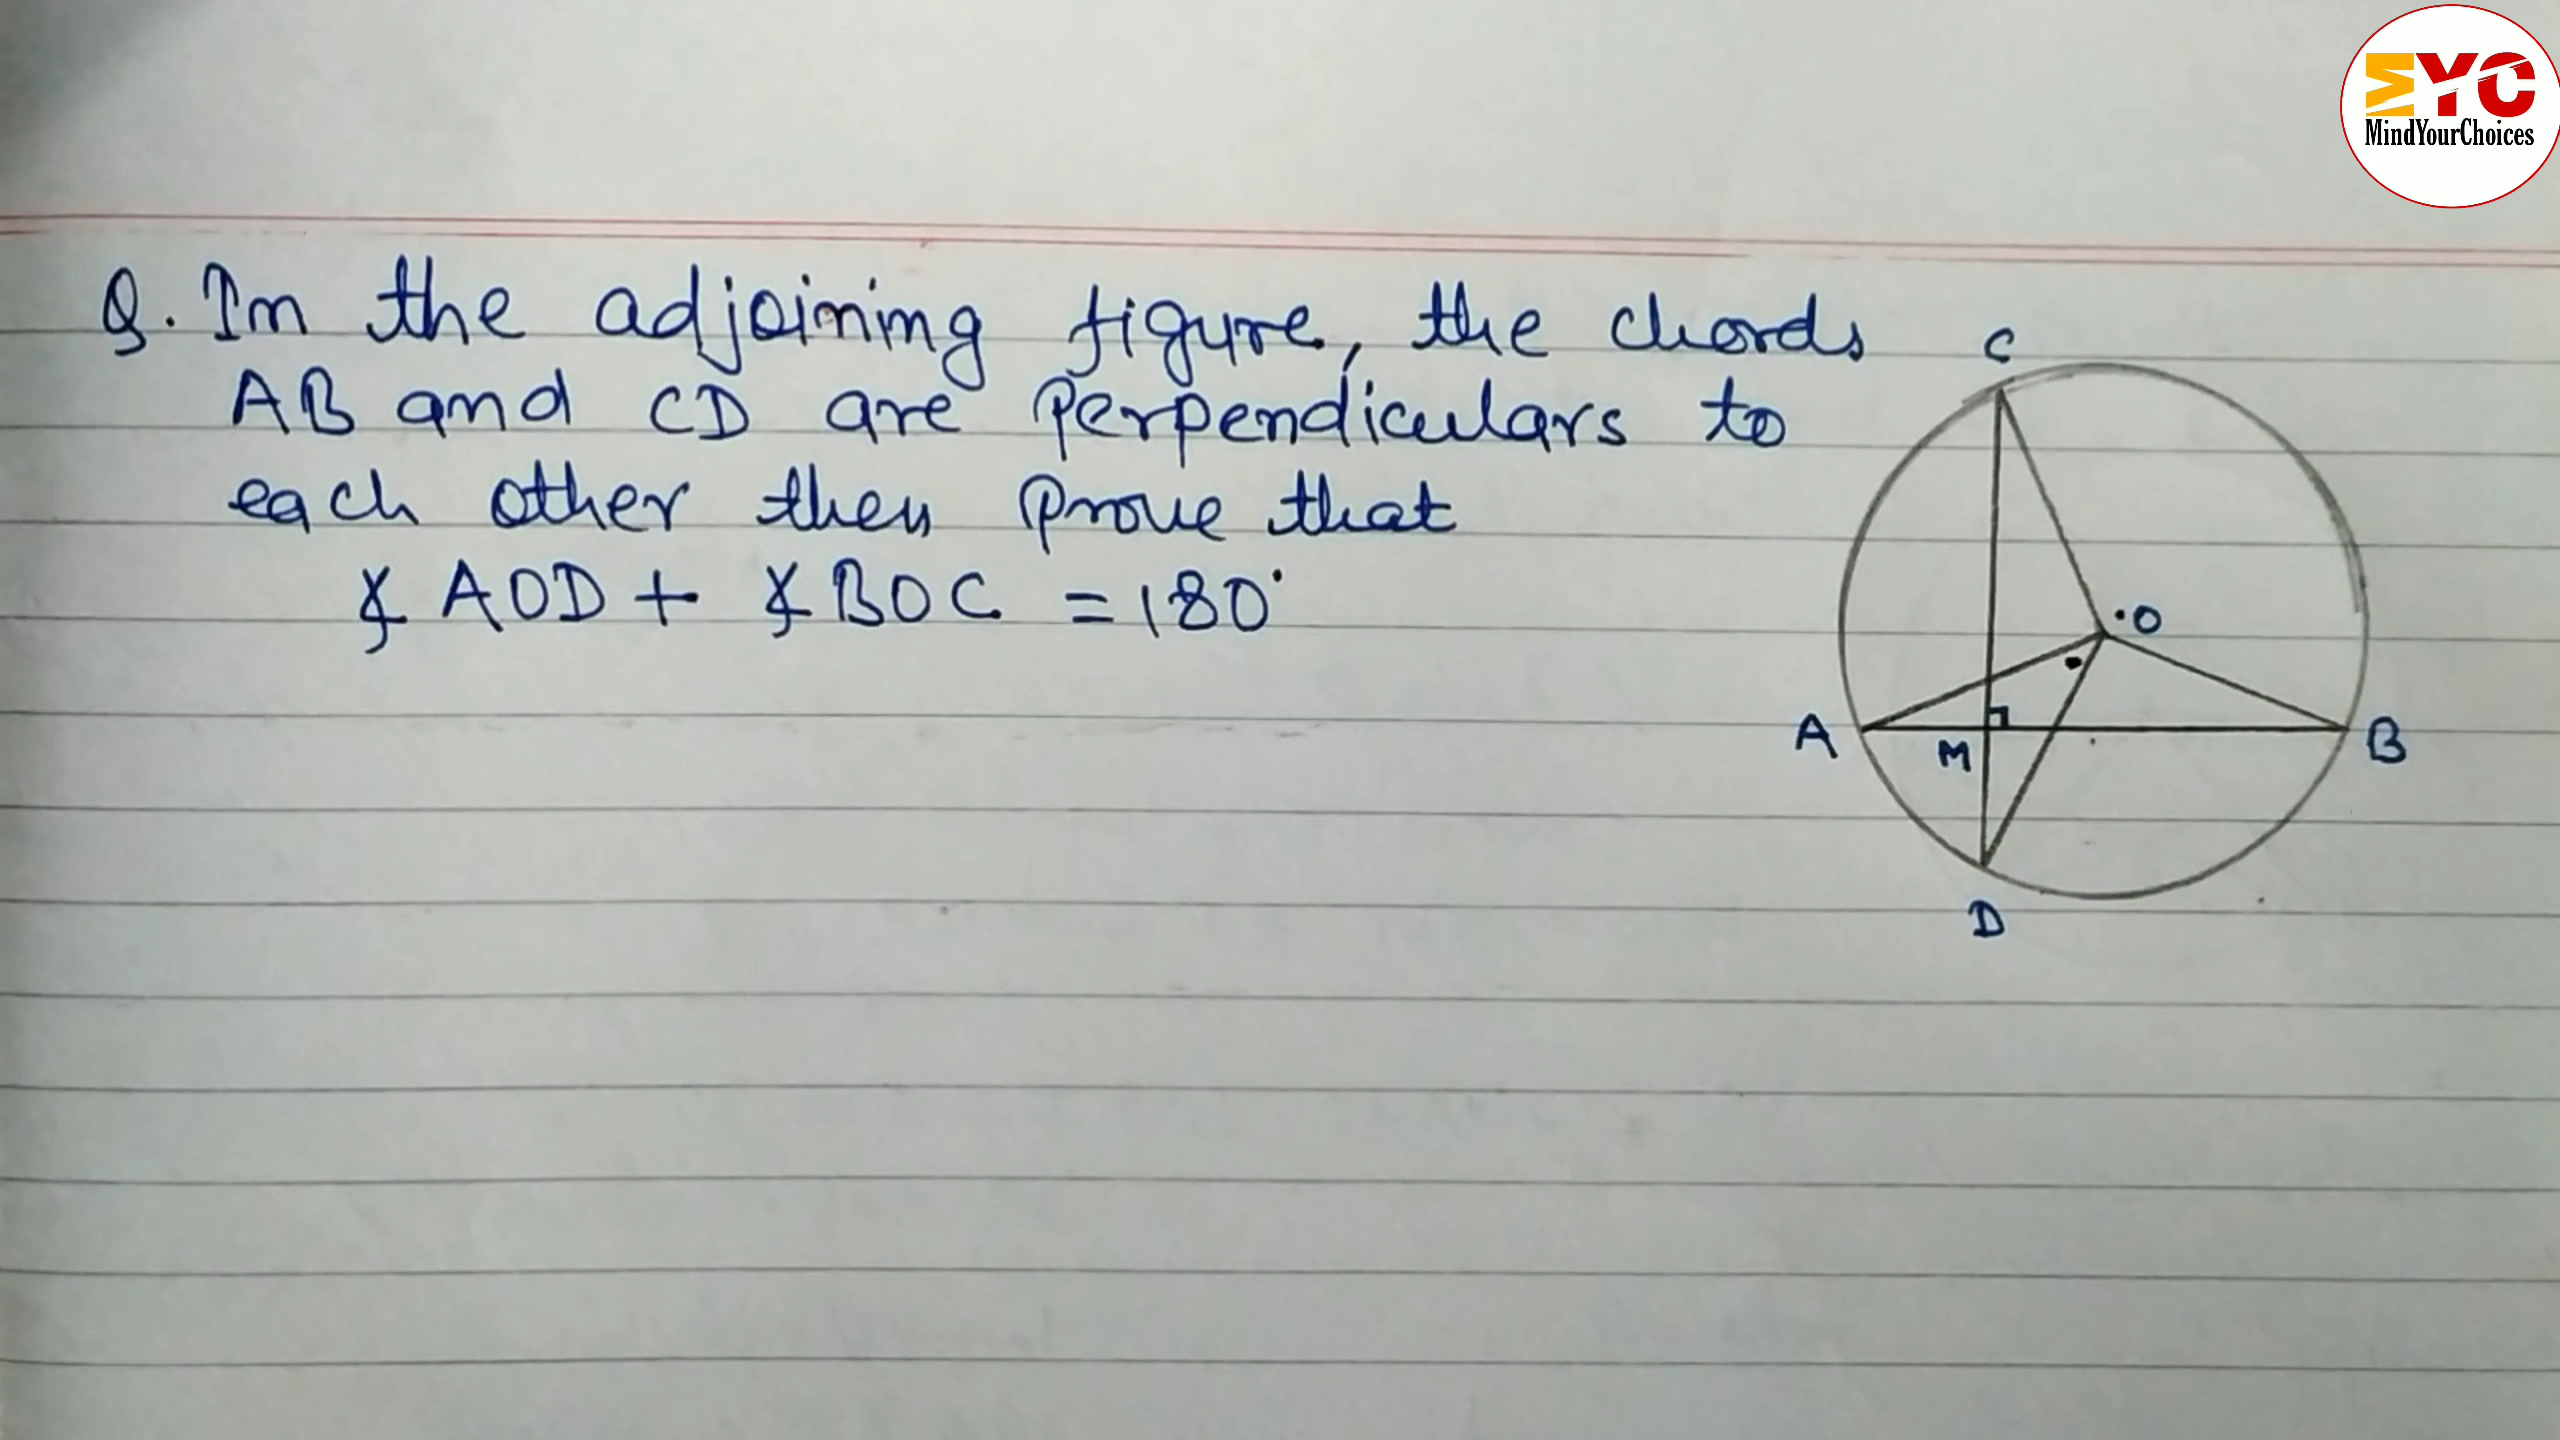 MYC
MindYourChoices
Q. In the adjoining figure, the chords
AB and CD are Perpendiculars to
each other then Prove that
∡ AOD + ∡ BOC = 180°
C
O
A
M
B
D